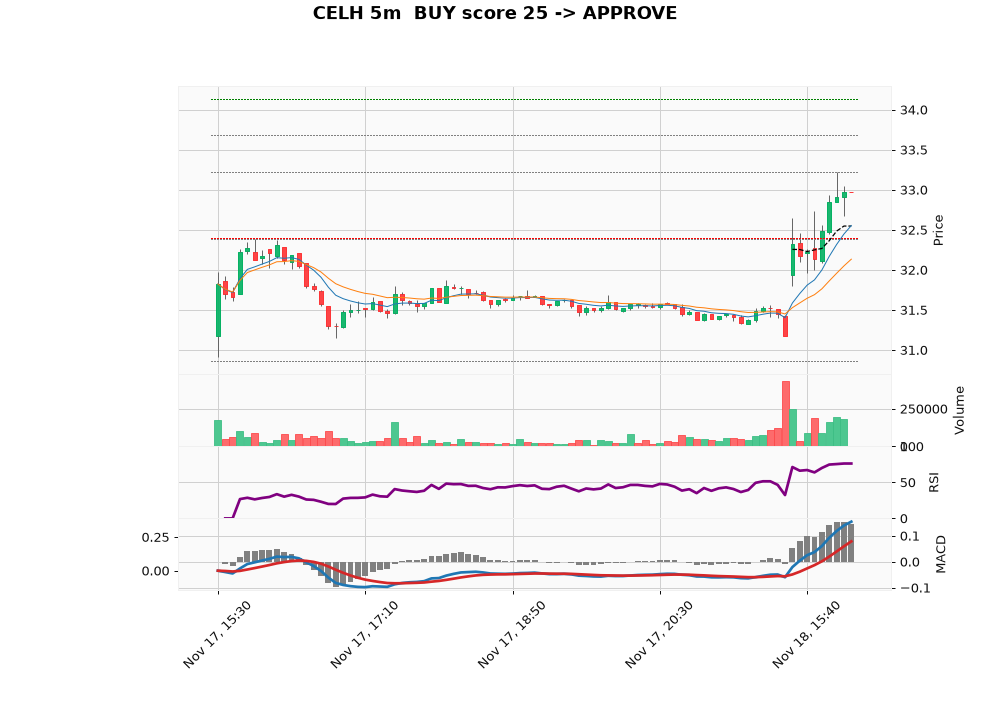 CELH 5m  BUY score 25 -> APPROVE
34.0
33.5
33.0
32.5
32.0
31.5
31.0
Price
250000
0
Volume
100
50
0
RSI
0.25
0.00
0.1
0.0
−0.1
MACD
Nov 17, 15:30
Nov 17, 17:10
Nov 17, 18:50
Nov 17, 20:30
Nov 18, 15:40